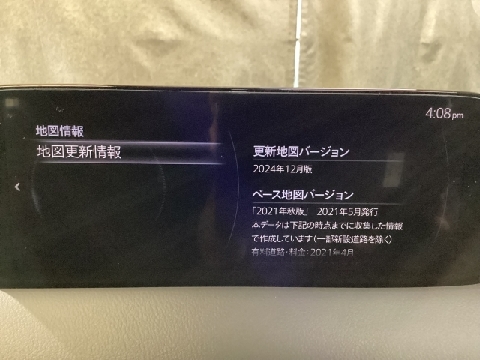 4:08pm
地図情報
地図更新情報
更新地図バージョン
2024年12月版
ベース地図バージョン
「2021年秋版」 2021年5月発行
本データは下記の時点までに収集した情報
で作成しています(一部新設道路を除く)
有料道路・料金:2021年4月